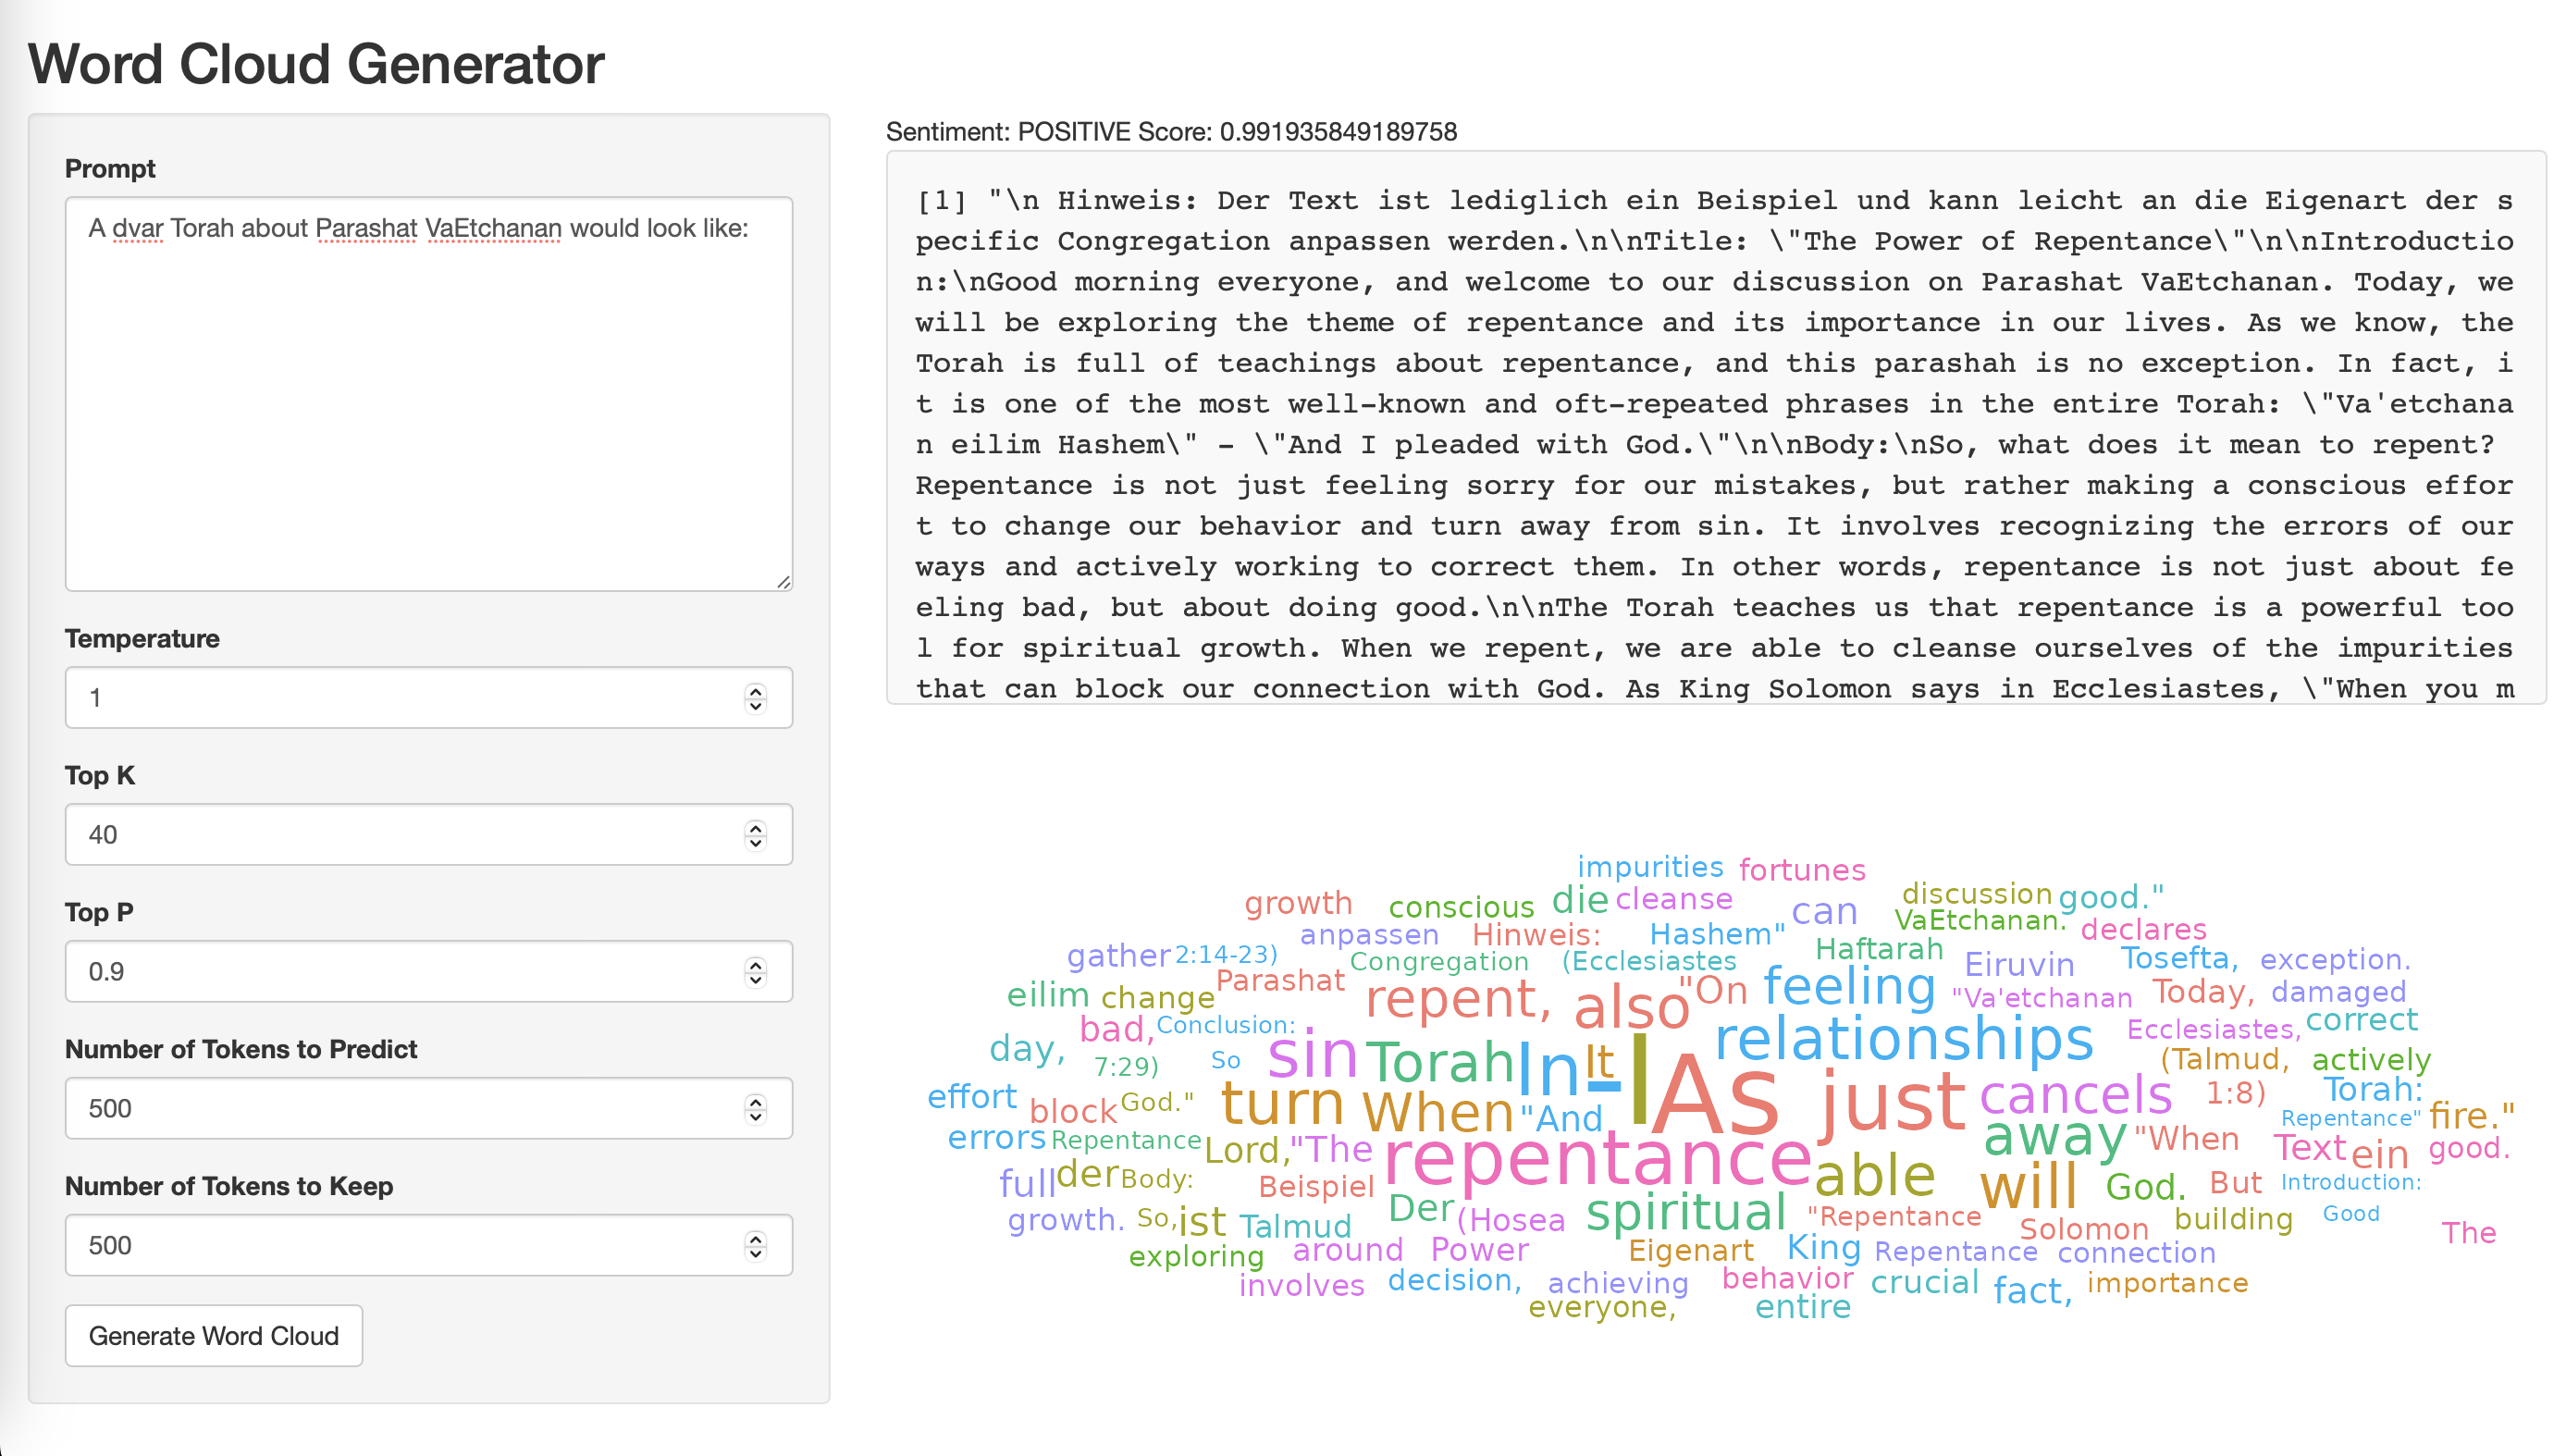 Word Cloud Generator
Prompt
A dvar Torah about Parashat VaEtchanan would look like:
Temperature
1
Top K
40
Top P
0.9
Number of Tokens to Predict
500
Number of Tokens to Keep
500
Generate Word Cloud
Sentiment: POSITIVE Score: 0.991935849189758
[1] "\n Hinweis: Der Text ist lediglich ein Beispiel und kann leicht an die Eigenart der s
pecific Congregation anpassen werden.\n\nTitle: \"The Power of Repentance\"\n\nIntroductio
n:\nGood morning everyone, and welcome to our discussion on Parashat VaEtchanan. Today, we
will be exploring the theme of repentance and its importance in our lives. As we know, the
Torah is full of teachings about repentance, and this parashah is no exception. In fact, i
t is one of the most well-known and oft-repeated phrases in the entire Torah: \"Va'etchana
n eilim Hashem\" - \"And I pleaded with God.\"\n\nBody:\nSo, what does it mean to repent?
Repentance is not just feeling sorry for our mistakes, but rather making a conscious effor
t to change our behavior and turn away from sin. It involves recognizing the errors of our
ways and actively working to correct them. In other words, repentance is not just about fe
eling bad, but about doing good.\n\nThe Torah teaches us that repentance is a powerful too
l for spiritual growth. When we repent, we are able to cleanse ourselves of the impurities
that can block our connection with God. As King Solomon says in Ecclesiastes, \"When you m
impurities fortunes
growth conscious die cleanse can discussion good."
anpassen Hinweis: Hashem" VaEtchanan. declares
gather 2:14-23) Congregation (Ecclesiastes Haftarah Eiruvin Tosefta, exception.
eilim change Parashat repent, also "On feeling "Va'etchanan Today, damaged
bad, Conclusion: relationships Ecclesiastes, correct
day, 7:29) So sin Torah In It - I As just (Talmud, actively
effort block God." turn When "And cancels 1:8) Torah:
errors Repentance Lord, "The repentance away "When Repentance" fire."
full der Body: Beispiel able will God. But Text ein good.
growth. So, ist Talmud Der (Hosea spiritual "Repentance Solomon building Introduction: Good The
exploring around Power Eigenart King Repentance connection
involves decision, achieving behavior crucial fact, importance
everyone, entire